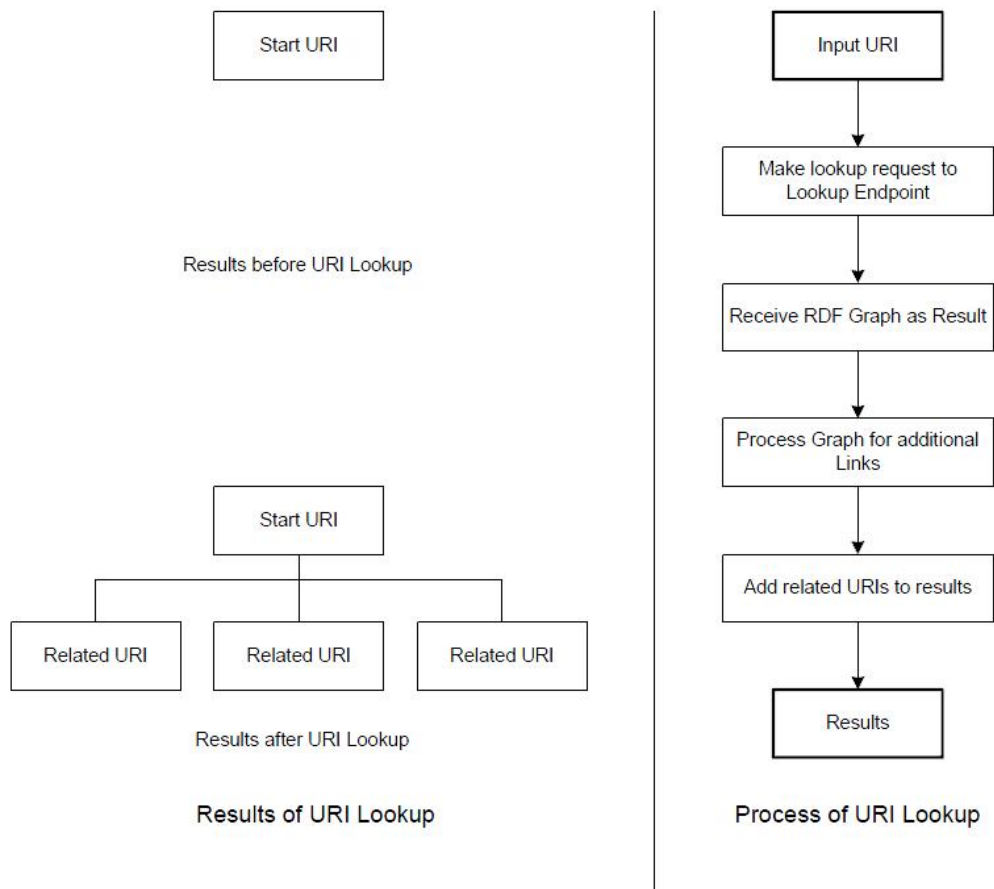 Start URI
Results before URI Lookup
Start URI
Related URI
Related URI
Related URI
Results after URI Lookup
Results of URI Lookup
Input URI
Make lookup request to
Lookup Endpoint
Receive RDF Graph as Result
Process Graph for additional
Links
Add related URIs to results
Results
Process of URI Lookup